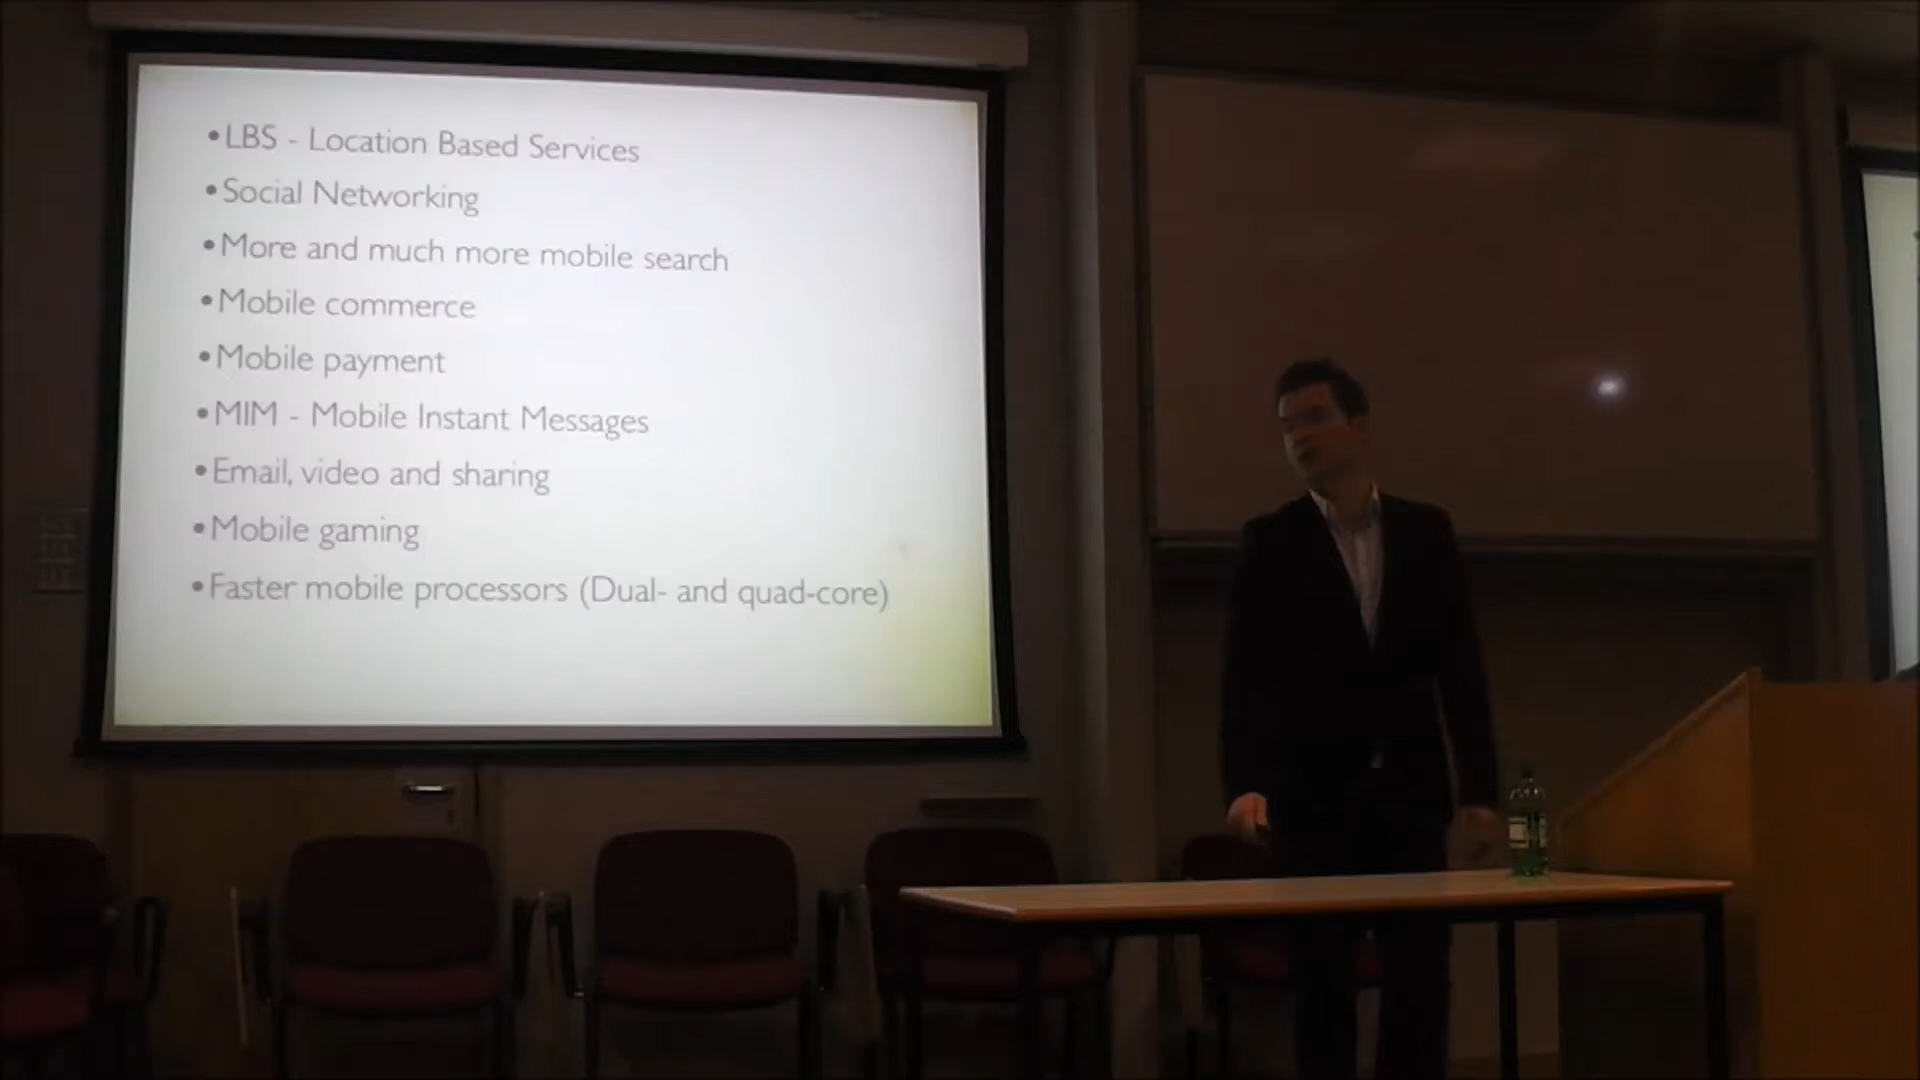 •LBS - Location Based Services
•Social Networking
•More and much more mobile search
•Mobile commerce
•Mobile payment
•MIM - Mobile Instant Messages
•Email, video and sharing
•Mobile gaming
•Faster mobile processors (Dual- and quad-core)